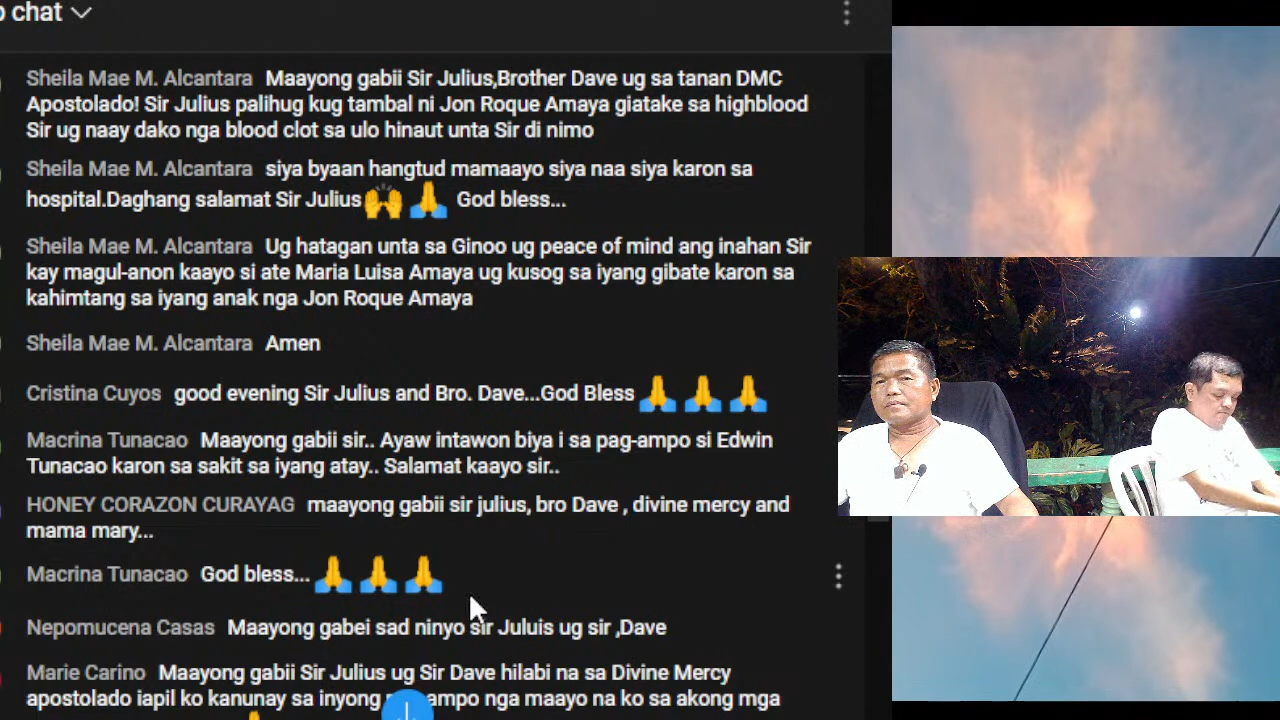 chat
Sheila Mae M. Alcantara Maayong gabii Sir Julius,Brother Dave ug sa tanan DMC
Apostolado! Sir Julius palihug kug tambal ni Jon Roque Amaya giatake sa highblood
Sir ug naay dako nga blood clot sa ulo hinaut unta Sir di nimo
Sheila Mae M. Alcantara siya byaan hangtud mamaayo siya naa siya karon sa
hospital.Daghang salamat Sir Julius🙌🙏 God bless...
Sheila Mae M. Alcantara Ug hatagan unta sa Ginoo ug peace of mind ang inahan Sir
kay magul-anon kaayo si ate Maria Luisa Amaya ug kusog sa iyang gibate karon sa
kahimtang sa iyang anak nga Jon Roque Amaya
Sheila Mae M. Alcantara Amen
Cristina Cuyos good evening Sir Julius and Bro. Dave...God Bless🙏🙏🙏
Macrina Tunacao Maayong gabii sir.. Ayaw intawon biya i sa pag-ampo si Edwin
Tunacao karon sa sakit sa iyang atay.. Salamat kaayo sir..
HONEY CORAZON CURAYAG maayong gabii sir julius, bro Dave , divine mercy and
mama mary...
Macrina Tunacao God bless...🙏🙏🙏
Nepomucena Casas Maayong gabei sad ninyo sir Juluis ug sir ,Dave
Marie Carino Maayong gabii Sir Julius ug Sir Dave hilabi na sa Divine Mercy
apostolado iapil ko kanunay sa inyong nga maayo na ko sa akong mga